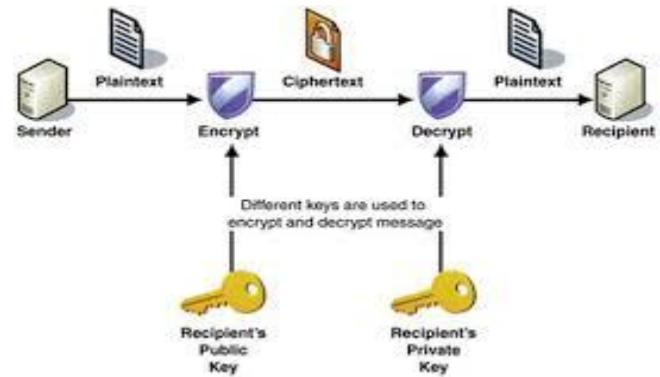 Plaintext
Ciphertext
Plaintext
Sender
Encrypt
Decrypt
Recipient
Different keys are used to
encrypt and decrypt message
Recipient's
Public
Key
Recipient's
Private
Key